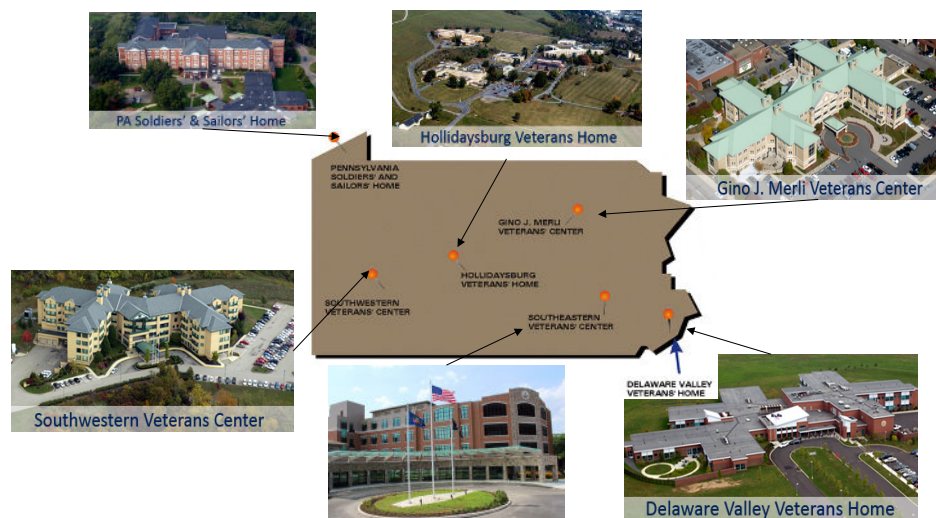 PA Soldiers' & Sailors' Home
Hollidaysburg Veterans Home
Gino J. Merli Veterans Center
PENNSYLVANIA
SOLDIERS' AND
SAILORS' HOME
GINO J. MERLI
VETERANS' CENTER
HOLLIDAYSBURG
VETERANS' HOME
SOUTHWESTERN
VETERANS' CENTER
SOUTHEASTERN
VETERANS' CENTER
DELAWARE VALLEY
VETERANS' HOME
Southwestern Veterans Center
Delaware Valley Veterans Home